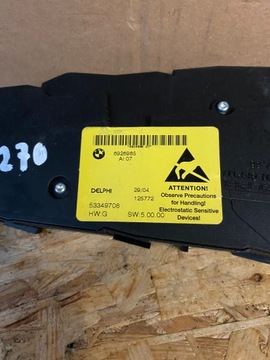 270
6926985
AI 07
DELPHI
29/04
125772
53349708
HW.G
SW.5.00.00
ATTENTION!
Observe Precautions
for Handling!
Electrostatic Sensitive
Devices!